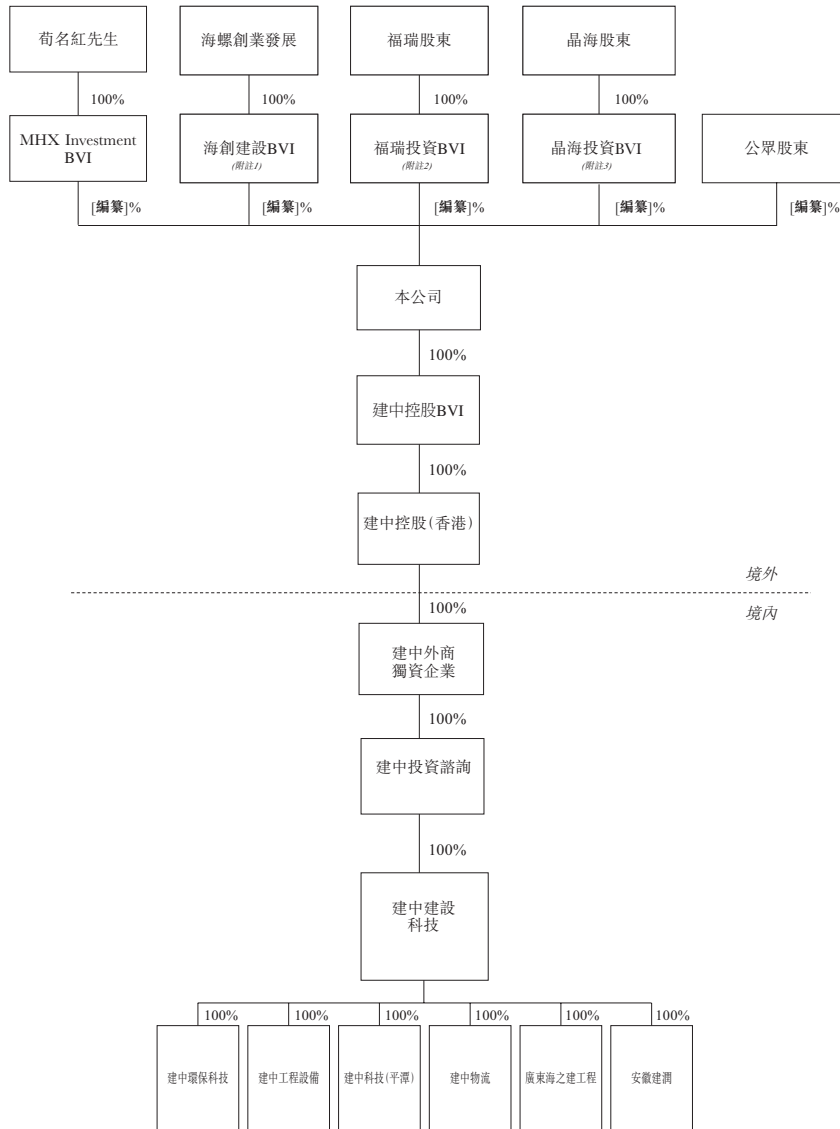 荀名紅先生
海螺創業發展
福瑞股東
晶海股東
100%
100%
100%
100%
MHX Investment
BVI
海創建設BVI
(附註1)
福瑞投資BVI
(附註2)
晶海投資BVI
(附註3)
公眾股東
[編纂]%
[編纂]%
[編纂]%
[編纂]%
[編纂]%
本公司
100%
建中控股BVI
100%
建中控股(香港)
境外
100%
境內
建中外商
獨資企業
100%
建中投資諮詢
100%
建中建設
科技
100%
100%
100%
100%
100%
100%
建中環保科技
建中工程設備
建中科技(平潭)
建中物流
廣東海之建工程
安徽建潤